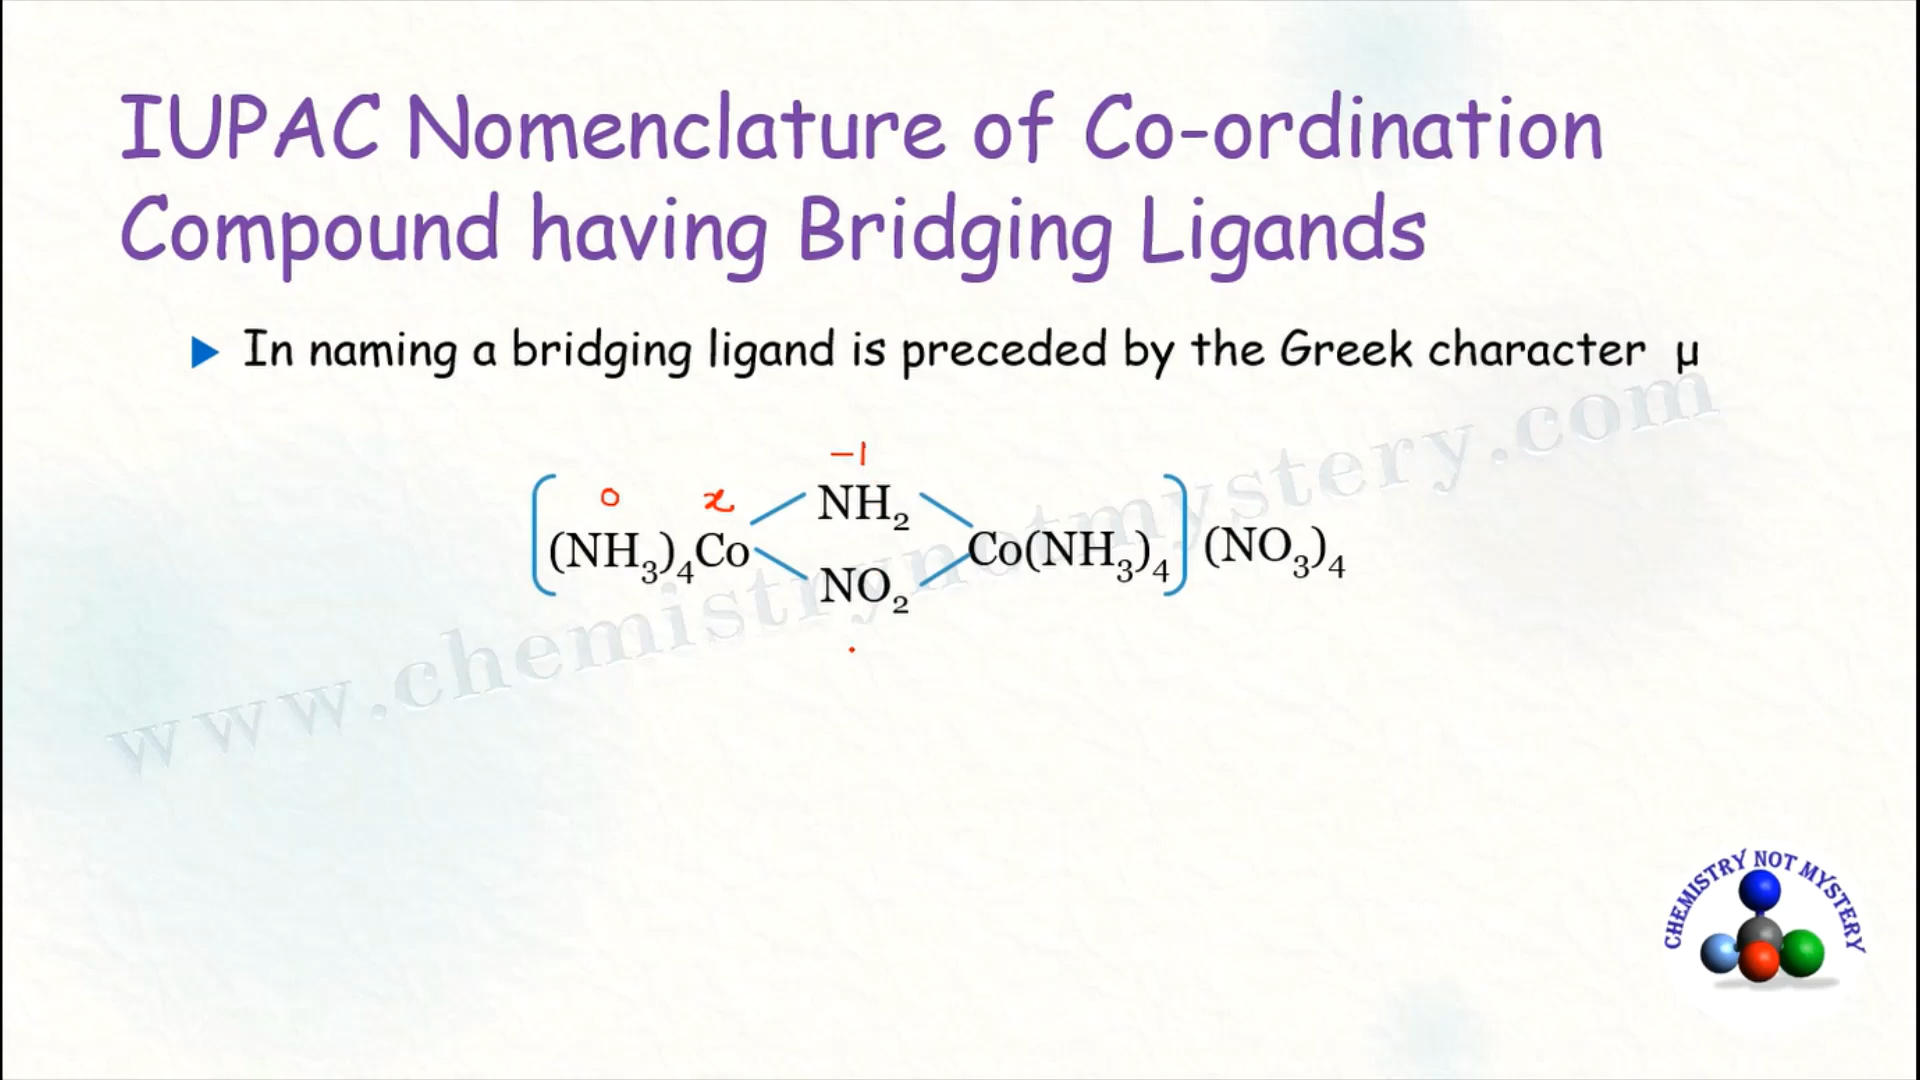 IUPAC Nomenclature of Co-ordination
Compound having Bridging Ligands
▶ In naming a bridging ligand is preceded by the Greek character μ
-1
0 x
NH₂
(NH₃)₄Co Co(NH₃)₄ (NO₃)₄
NO₂
www.chemistrynotmystery.com
CHEMISTRY NOT MYSTERY